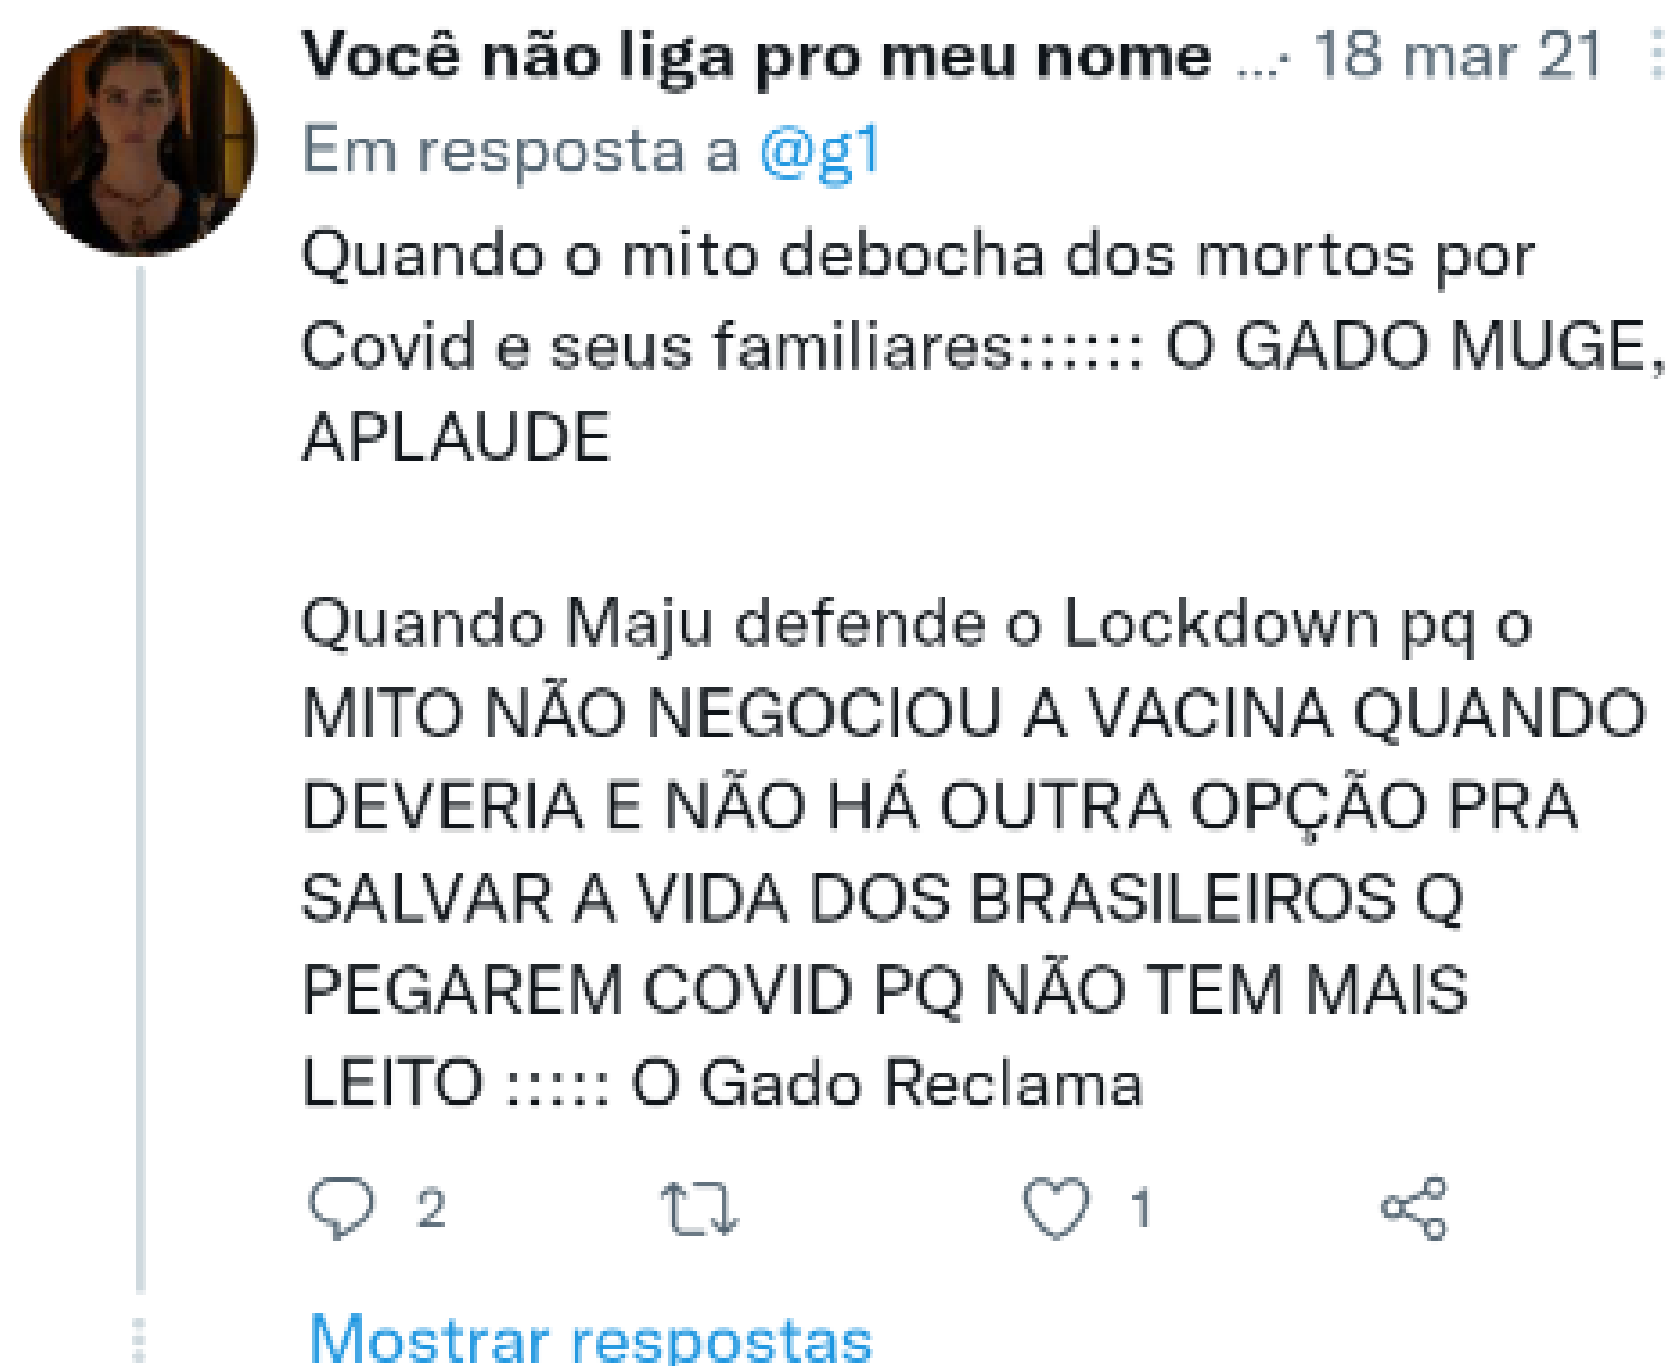 Você não liga pro meu nome ...· 18 mar 21
Em resposta a @g1
Quando o mito debocha dos mortos por
Covid e seus familiares:::::: O GADO MUGE,
APLAUDE
Quando Maju defende o Lockdown pq o
MITO NÃO NEGOCIOU A VACINA QUANDO
DEVERIA E NÃO HÁ OUTRA OPÇÃO PRA
SALVAR A VIDA DOS BRASILEIROS Q
PEGAREM COVID PQ NÃO TEM MAIS
LEITO ::::: O Gado Reclama
2 1
Mostrar respostas